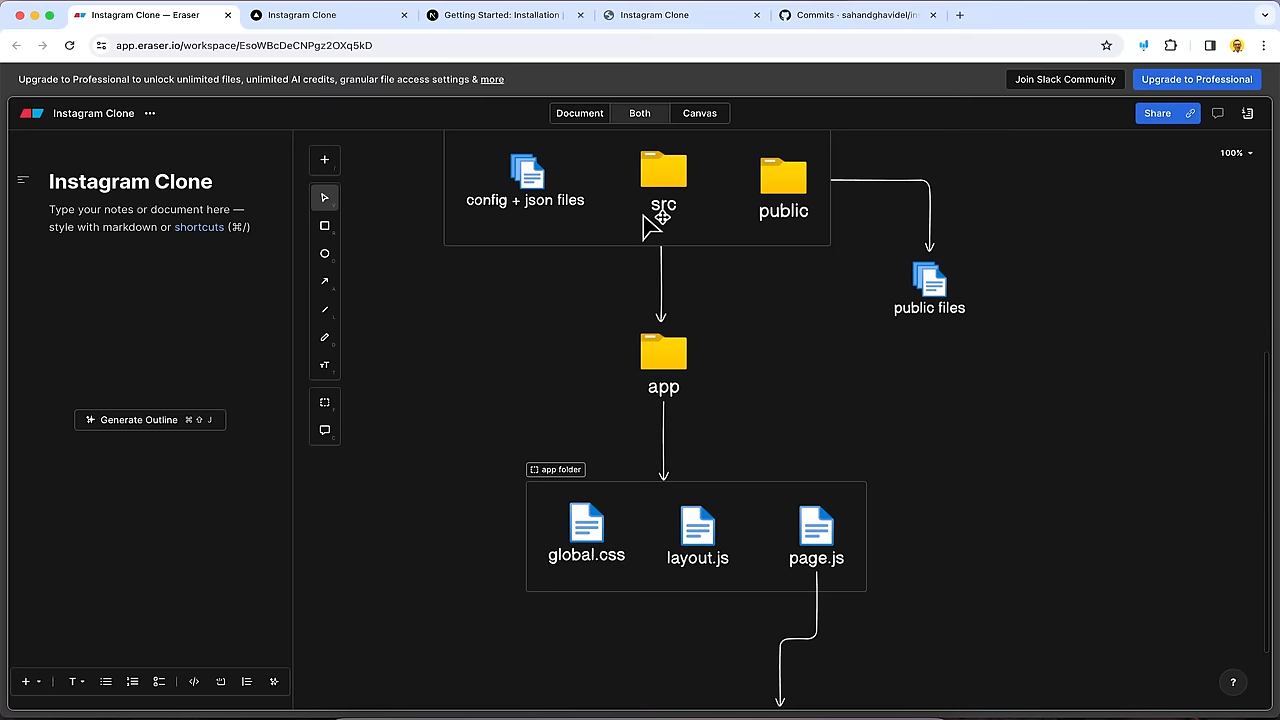 Instagram Clone — Eraser
Instagram Clone
Getting Started: Installation |
Instagram Clone
Commits · sahandghavidel/in
app.eraser.io/workspace/EsoWBcDeCNPgz2OXq5kD
Upgrade to Professional to unlock unlimited files, unlimited AI credits, granular file access settings & more
Join Slack Community
Upgrade to Professional
Instagram Clone
Document
Both
Canvas
Share
100%
Instagram Clone
Type your notes or document here —
style with markdown or shortcuts (⌘/)
Generate Outline ⌘ ⇧ J
config + json files
src
public
public files
app
app folder
global.css
layout.js
page.js
T
?